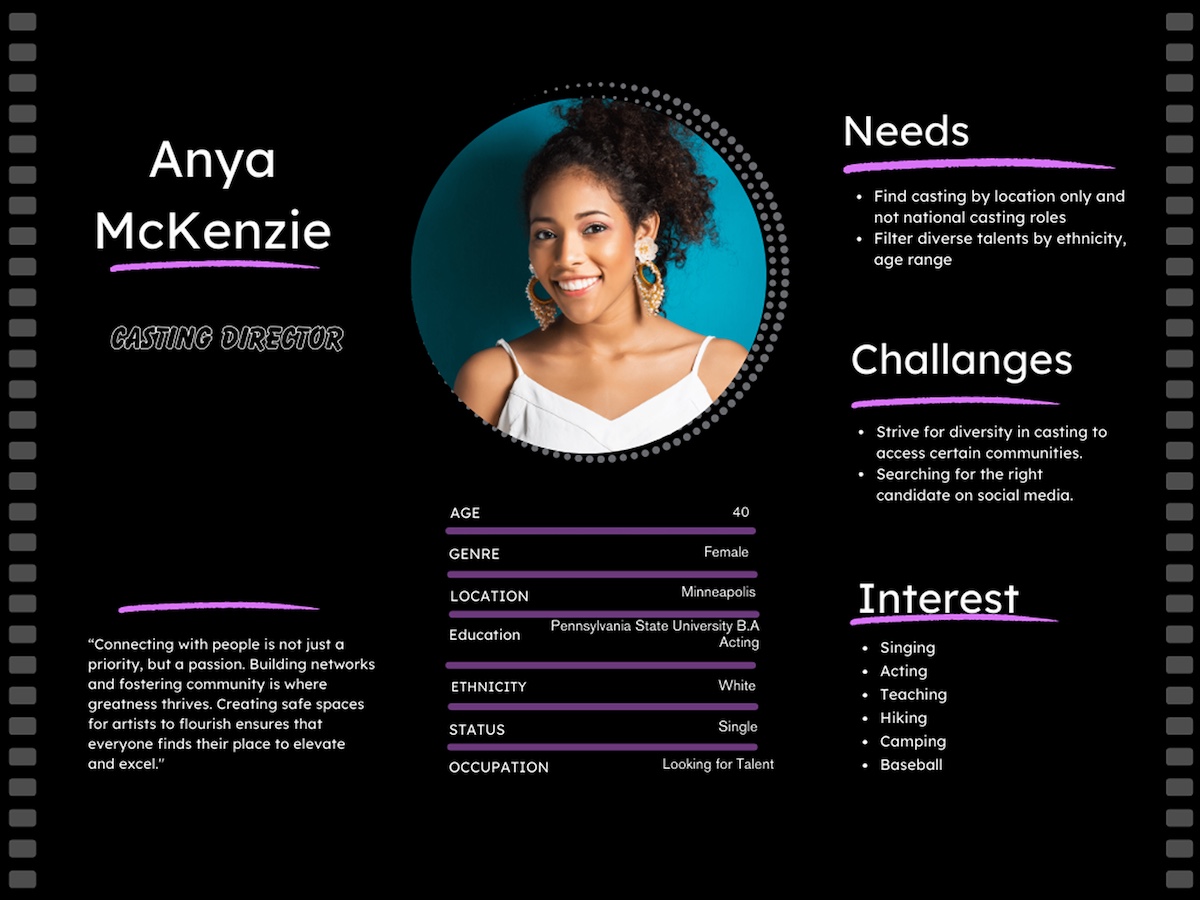 Anya
McKenzie
CASTING DIRECTOR
“Connecting with people is not just a
priority, but a passion. Building networks
and fostering community is where
greatness thrives. Creating safe spaces
for artists to flourish ensures that
everyone finds their place to elevate
and excel."
AGE 40
GENRE Female
LOCATION Minneapolis
Education Pennsylvania State University B.A
Acting
ETHNICITY White
STATUS Single
OCCUPATION Looking for Talent
Needs
• Find casting by location only and
not national casting roles
• Filter diverse talents by ethnicity,
age range
Challanges
• Strive for diversity in casting to
access certain communities.
• Searching for the right
candidate on social media.
Interest
• Singing
• Acting
• Teaching
• Hiking
• Camping
• Baseball